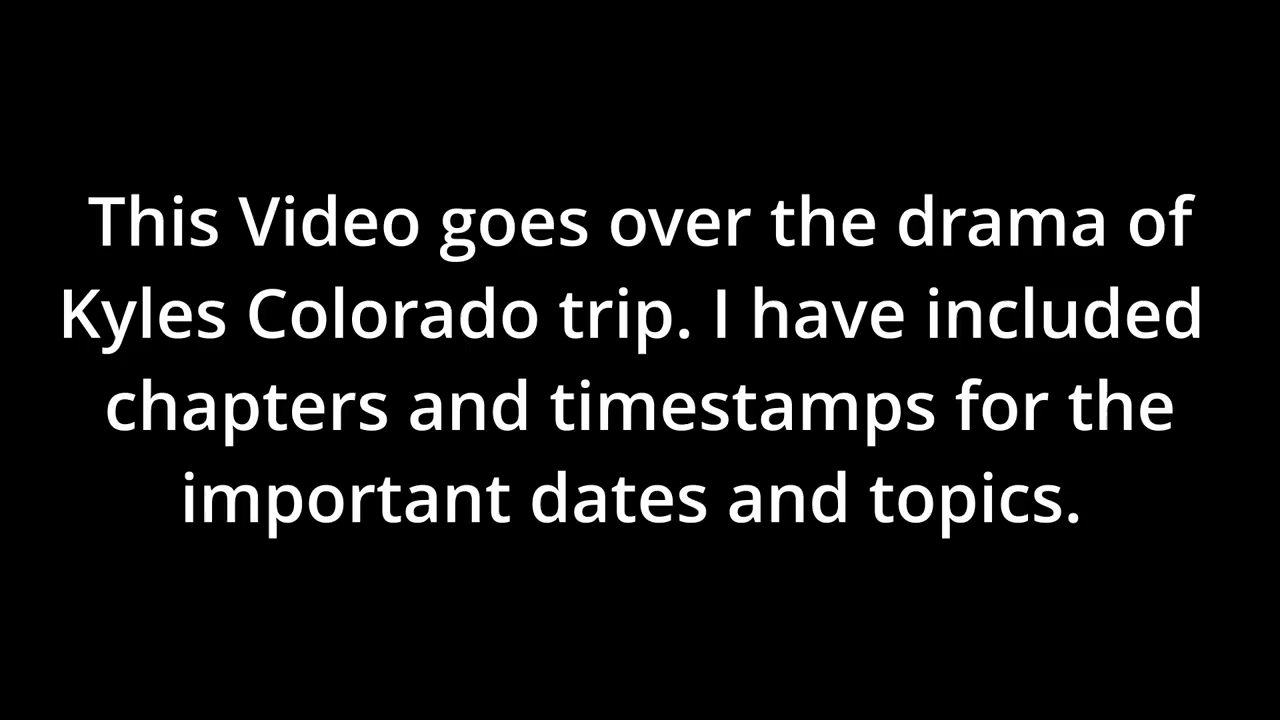 This Video goes over the drama of
Kyles Colorado trip. I have included
chapters and timestamps for the
important dates and topics.